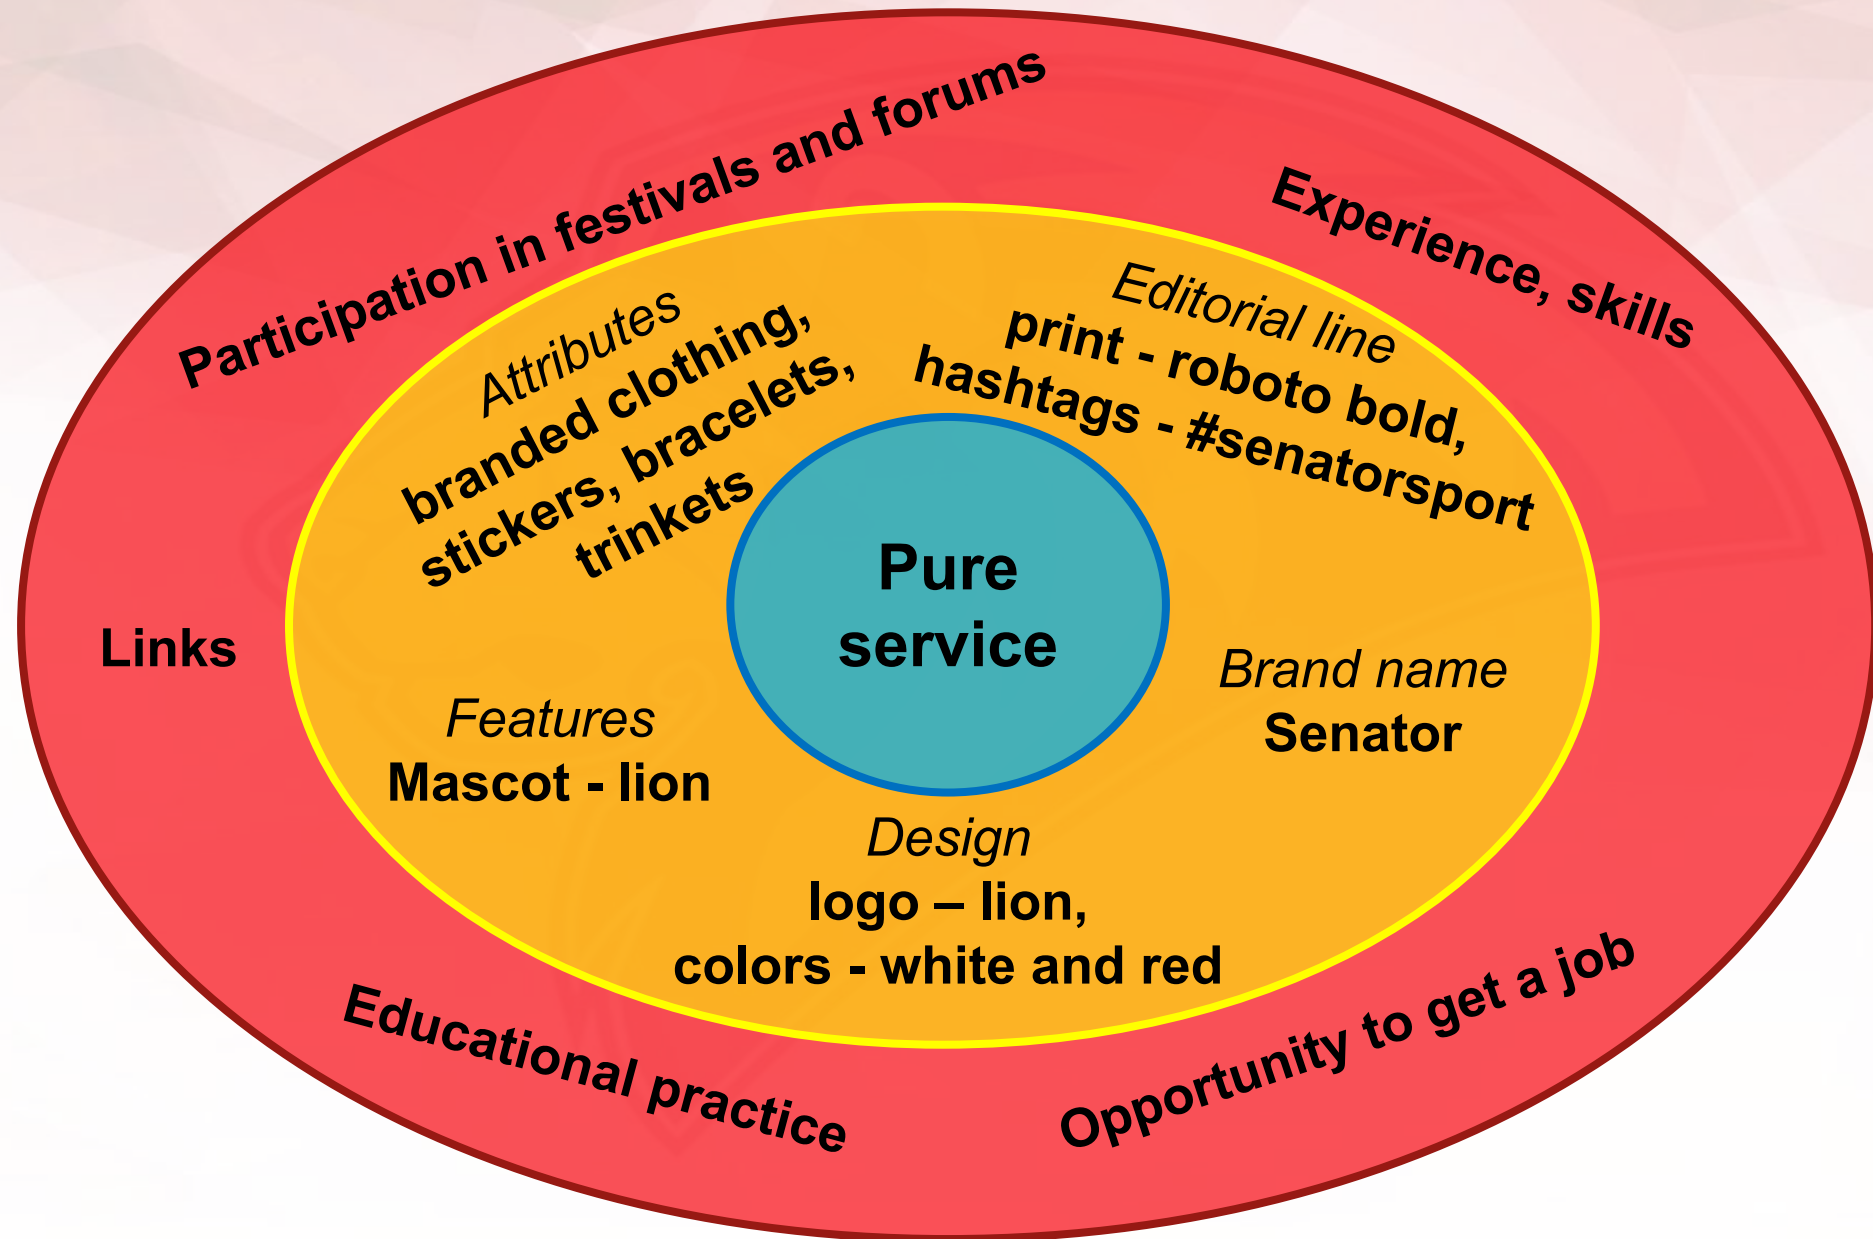 Participation in festivals and forums
Experience, skills
Attributes
branded clothing,
stickers, bracelets,
trinkets
Editorial line
print - roboto bold,
hashtags - #senatorsport
Pure
service
Links
Features
Mascot - lion
Brand name
Senator
Design
logo – lion,
colors - white and red
Educational practice
Opportunity to get a job